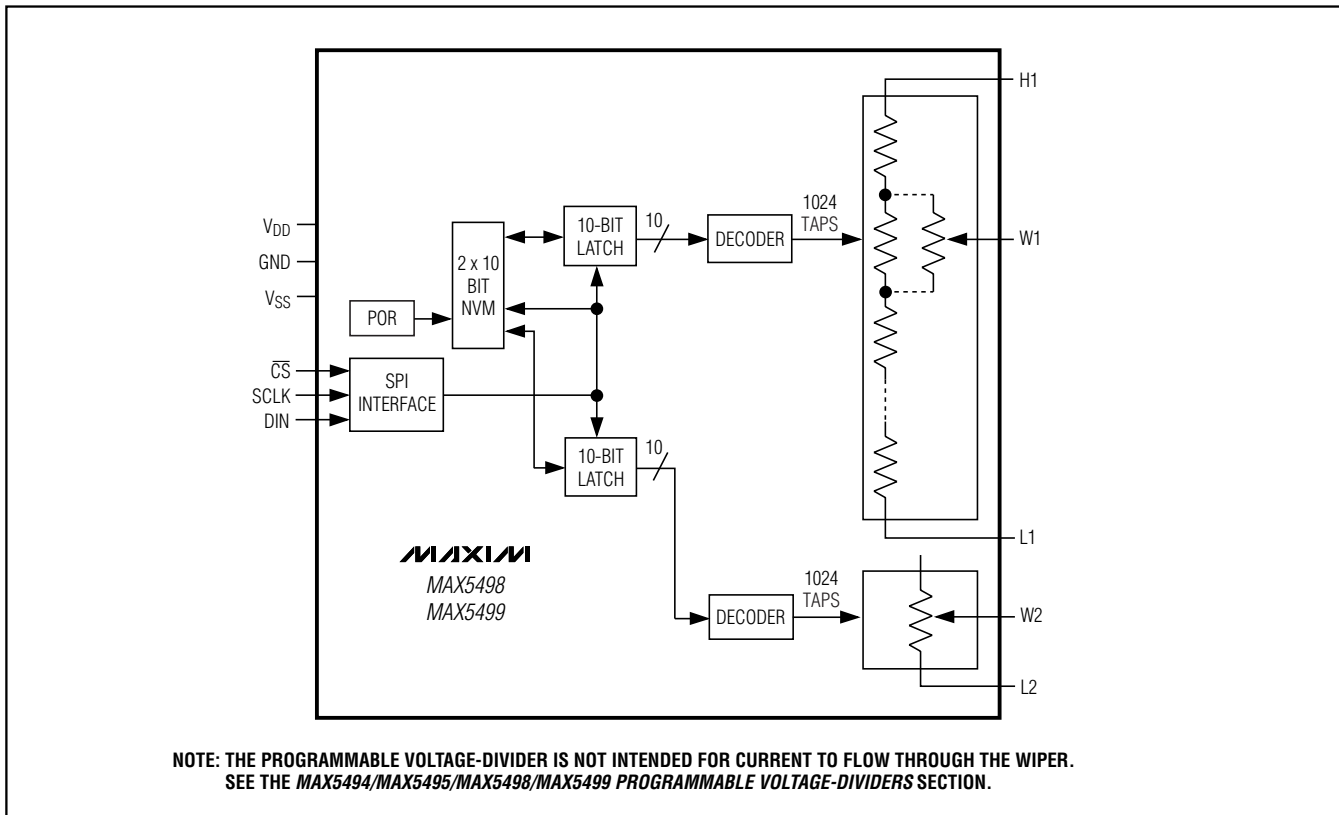 H1
1024
TAPS
10
10-BIT
LATCH
DECODER
W1
VDD
GND
VSS
2 x 10
BIT
NVM
POR
C̅S̅
SCLK
DIN
SPI
INTERFACE
10
10-BIT
LATCH
L1
MAXIM
MAX5498
MAX5499
1024
TAPS
DECODER
W2
L2
NOTE: THE PROGRAMMABLE VOLTAGE-DIVIDER IS NOT INTENDED FOR CURRENT TO FLOW THROUGH THE WIPER.
SEE THE MAX5494/MAX5495/MAX5498/MAX5499 PROGRAMMABLE VOLTAGE-DIVIDERS SECTION.